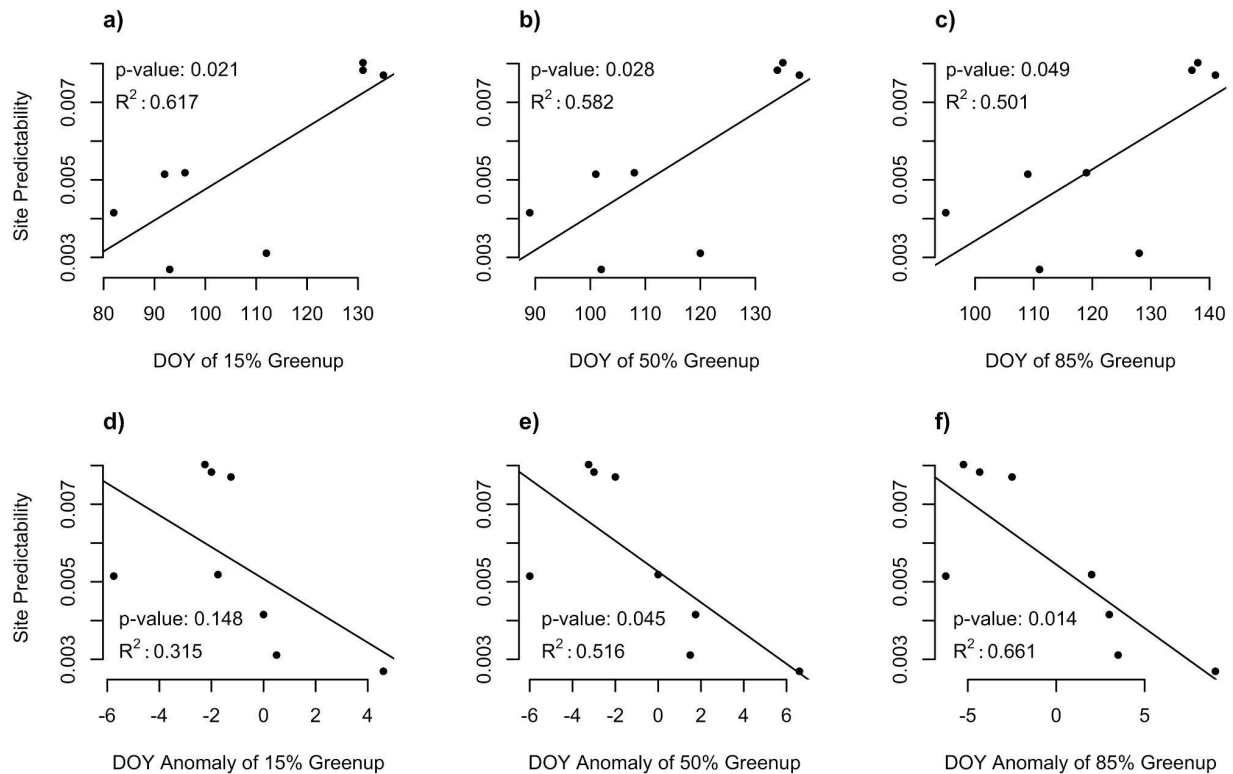 a)
p-value: 0.021
R²: 0.617
Site Predictability
0.003 0.005 0.007
80 90 100 110 120 130
DOY of 15% Greenup
b)
p-value: 0.028
R²: 0.582
0.003 0.005 0.007
90 100 110 120 130
DOY of 50% Greenup
c)
p-value: 0.049
R²: 0.501
0.003 0.005 0.007
100 110 120 130 140
DOY of 85% Greenup
d)
p-value: 0.148
R²: 0.315
Site Predictability
0.003 0.005 0.007
-6 -4 -2 0 2 4
DOY Anomaly of 15% Greenup
e)
p-value: 0.045
R²: 0.516
0.003 0.005 0.007
-6 -4 -2 0 2 4 6
DOY Anomaly of 50% Greenup
f)
p-value: 0.014
R²: 0.661
0.003 0.005 0.007
-5 0 5
DOY Anomaly of 85% Greenup